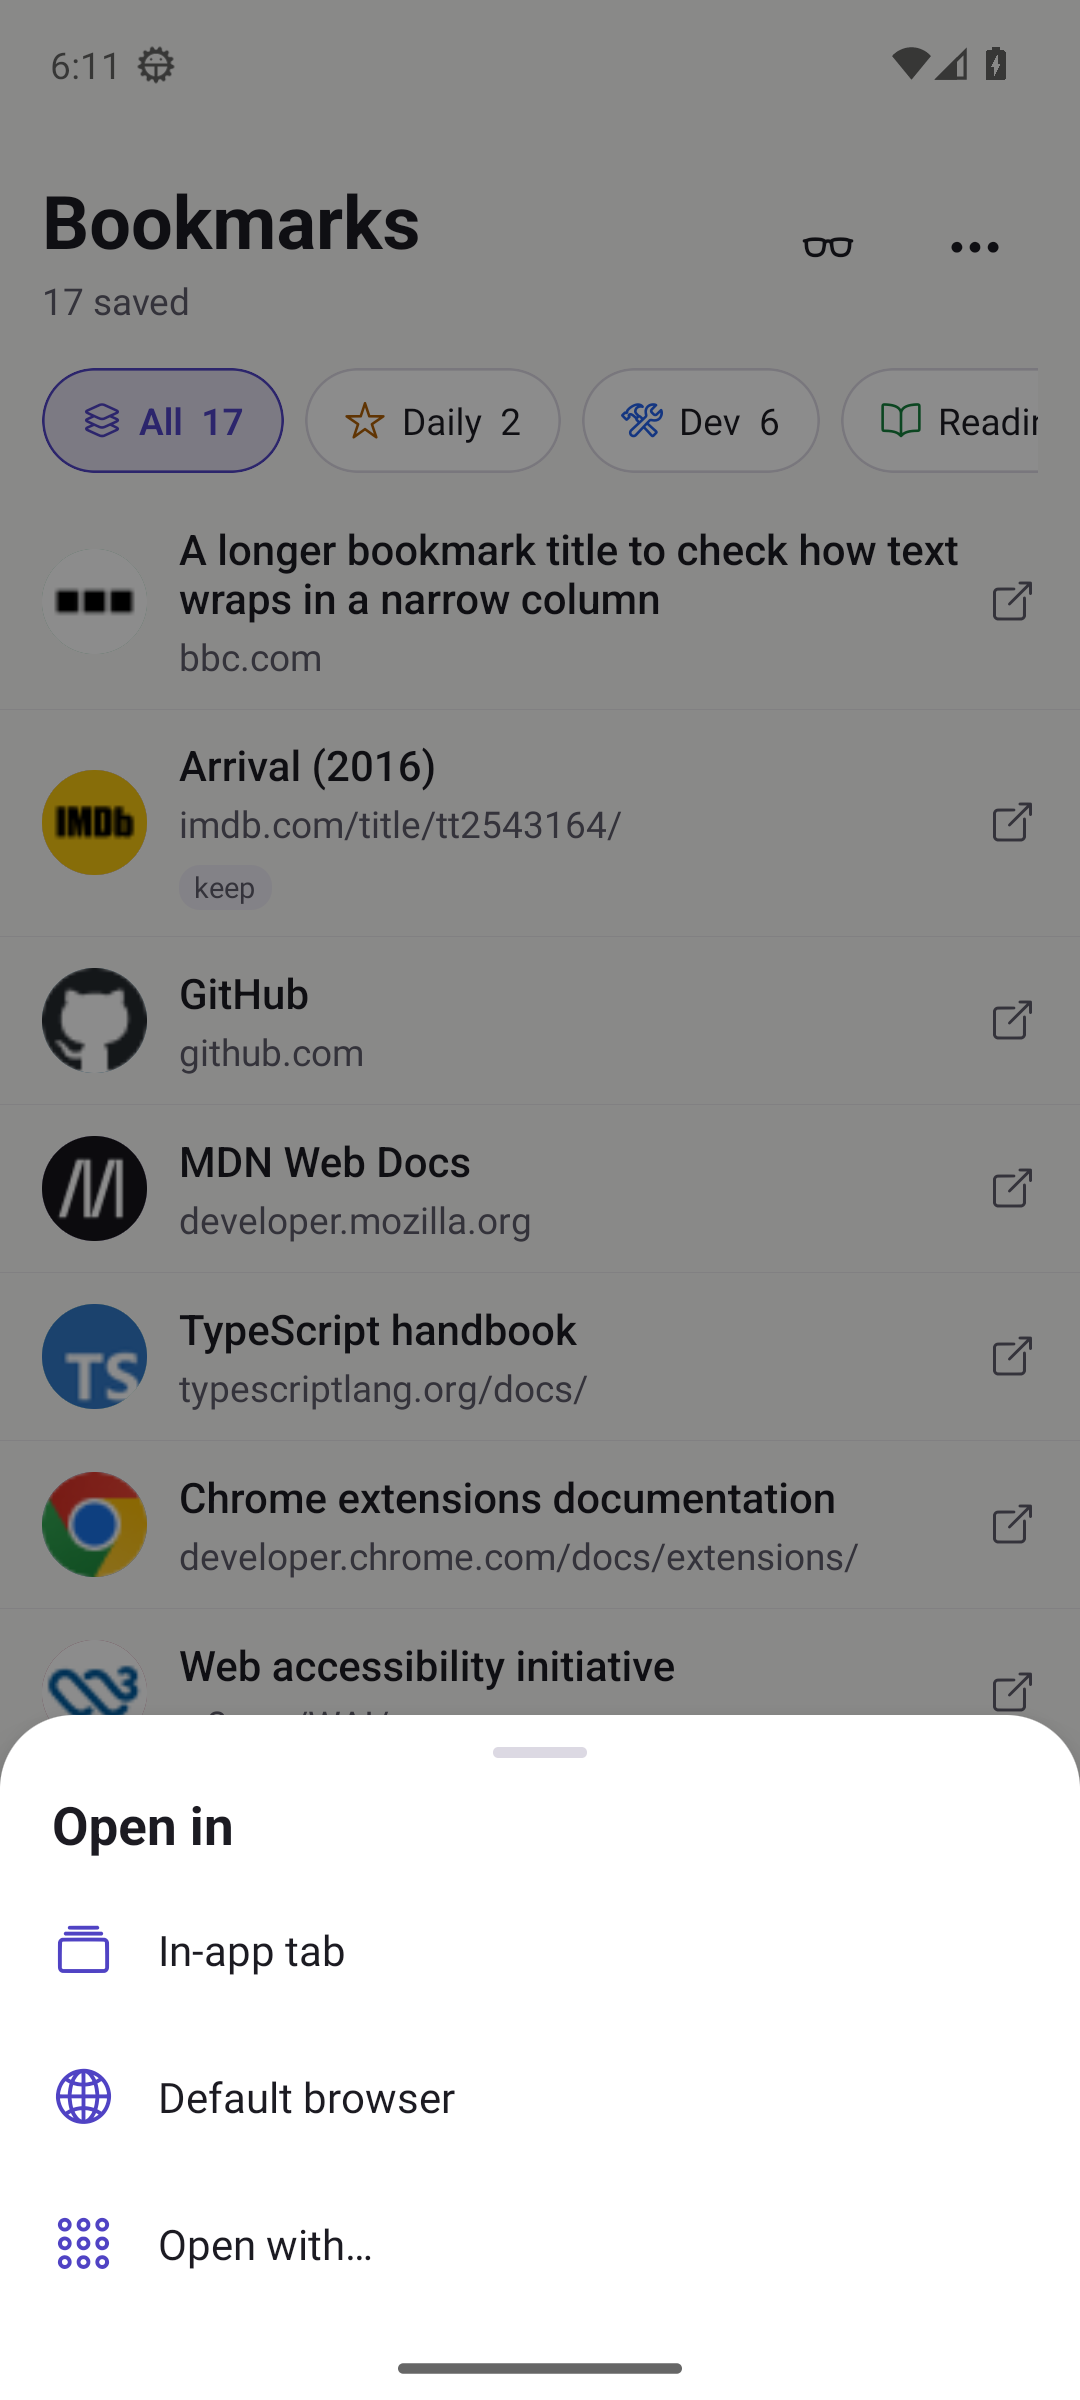 6:11
Bookmarks
17 saved
All 17
Daily 2
Dev 6
Readin
A longer bookmark title to check how text
wraps in a narrow column
bbc.com
IMDb
Arrival (2016)
imdb.com/title/tt2543164/
keep
GitHub
github.com
MDN Web Docs
developer.mozilla.org
TS
TypeScript handbook
typescriptlang.org/docs/
Chrome extensions documentation
developer.chrome.com/docs/extensions/
Web accessibility initiative
Open in
In-app tab
Default browser
Open with…